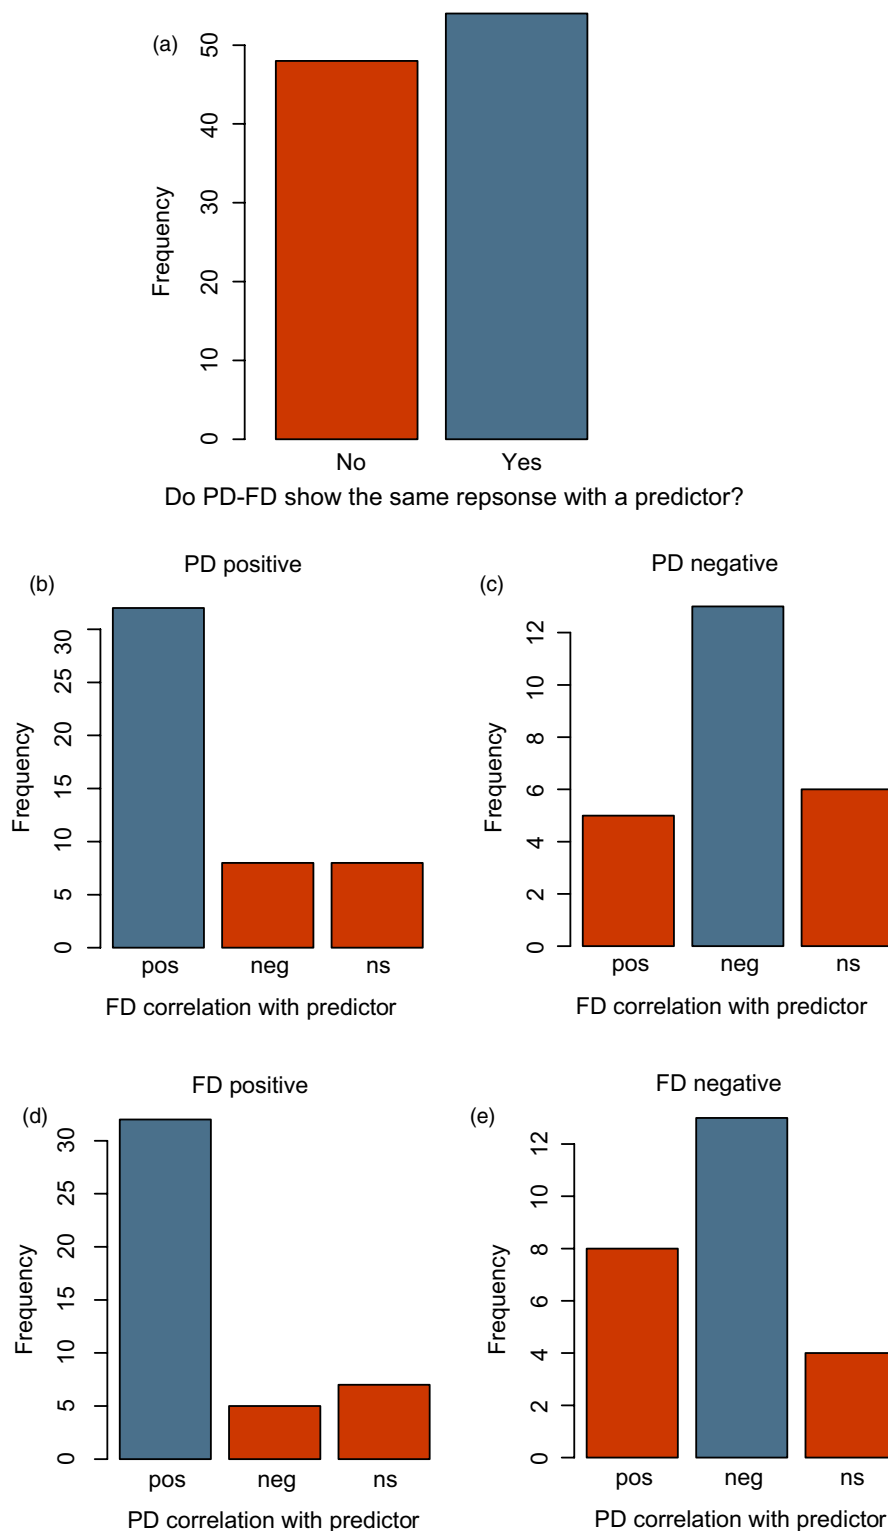 (a)
50
40
30
20
10
0
Frequency
No Yes
Do PD-FD show the same repsonse with a predictor?
PD positive
(b)
30
25
20
15
10
5
0
Frequency
pos neg ns
FD correlation with predictor
PD negative
(c)
12
10
8
6
4
2
0
Frequency
pos neg ns
FD correlation with predictor
FD positive
(d)
30
25
20
15
10
5
0
Frequency
pos neg ns
PD correlation with predictor
FD negative
(e)
12
10
8
6
4
2
0
Frequency
pos neg ns
PD correlation with predictor